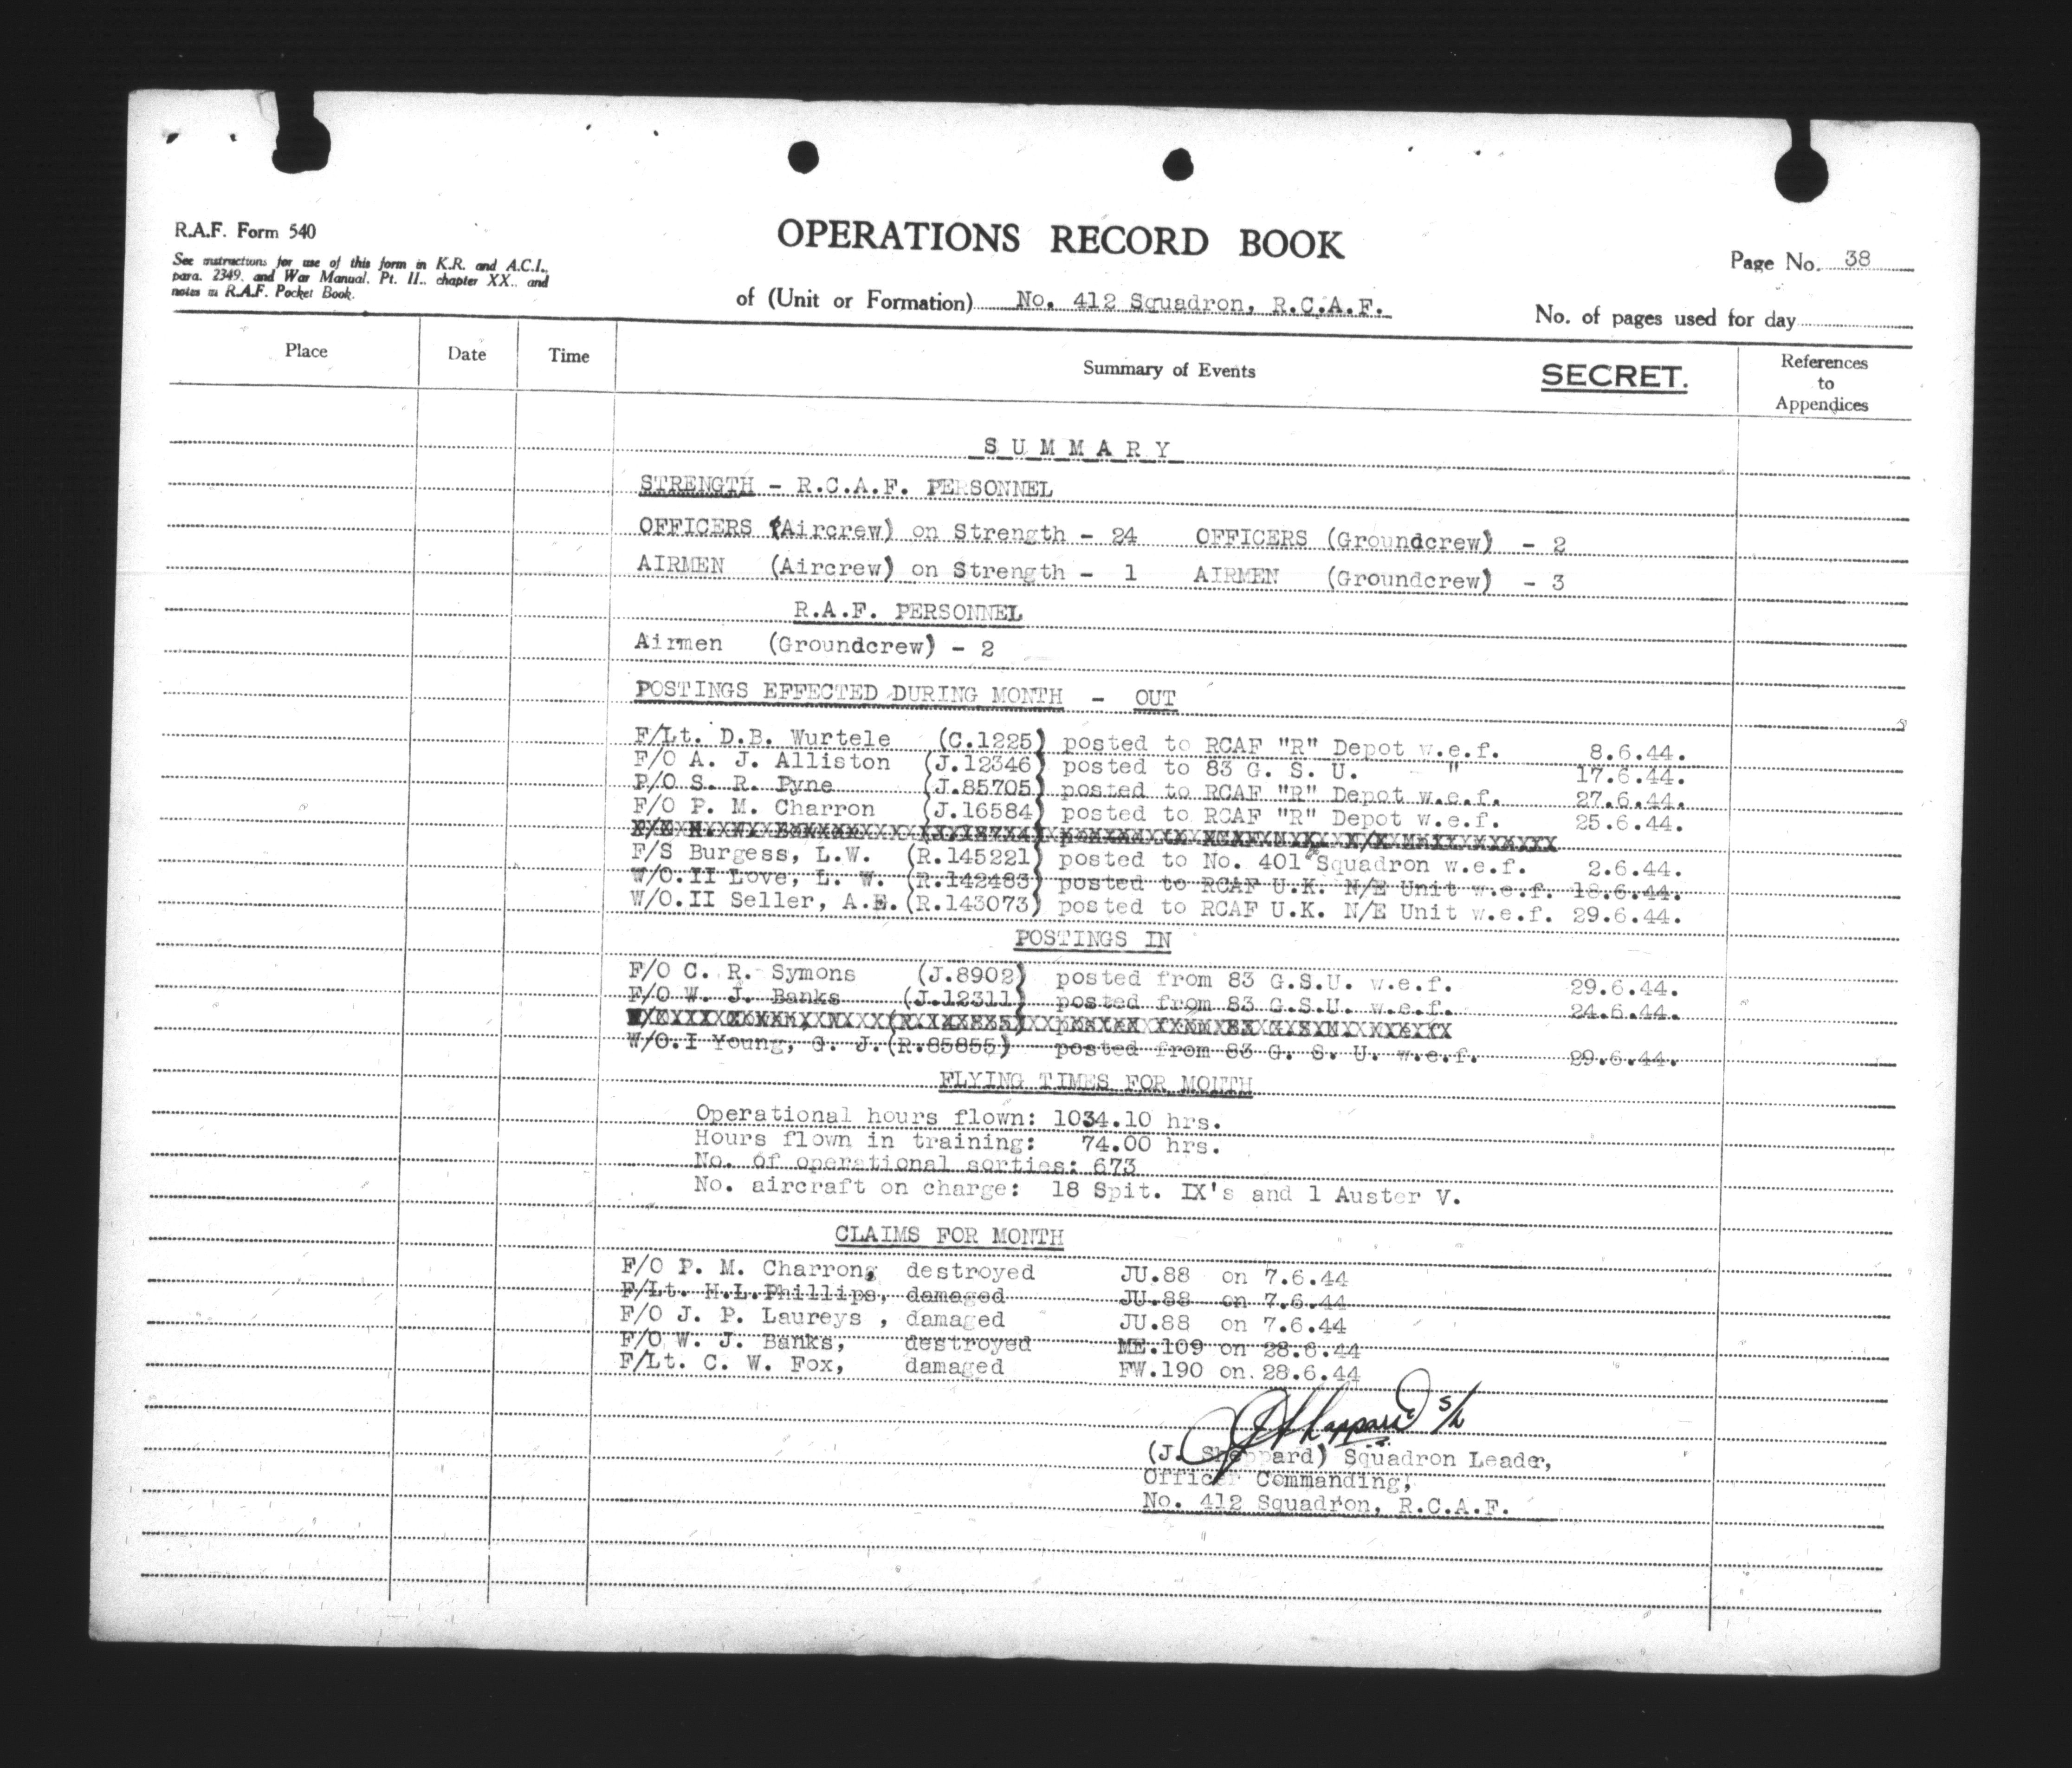 R.A.F. Form 540
See instructions for use of this form in K.R. and A.C.I.,
para. 2349, and War Manual, Pt. II., chapter XX., and
notes in R.A.F. Pocket Book.
OPERATIONS RECORD BOOK
of (Unit or Formation) No. 412 Squadron, R.C.A.F.
Page No. 38
No. of pages used for day
Place Date Time Summary of Events SECRET. References to Appendices
SUMMARY
STRENGTH - R.C.A.F. PERSONNEL
OFFICERS (Aircrew) on Strength - 24 OFFICERS (Groundcrew) - 2
AIRMEN (Aircrew) on Strength - 1 AIRMEN (Groundcrew) - 3
R.A.F. PERSONNEL
Airmen (Groundcrew) - 2
POSTINGS EFFECTED DURING MONTH - OUT
F/Lt. D.B. Wurtele (C.1225) posted to RCAF "R" Depot w.e.f. 8.6.44.
F/O A. J. Alliston (J.12346) posted to 83 G. S. U. " 17.6.44.
P/O S. R. Pyne (J.85705) posted to RCAF "R" Depot w.e.f. 27.6.44.
F/O P. M. Charron (J.16584) posted to RCAF "R" Depot w.e.f. 25.6.44.
F/S Burgess, L.W. (R.145221) posted to No. 401 Squadron w.e.f. 2.6.44.
W/O.II Love, L. W. (R.142483) posted to RCAF U.K. N/E Unit w.e.f. 18.6.44.
W/O.II Seller, A.E. (R.143073) posted to RCAF U.K. N/E Unit w.e.f. 29.6.44.
POSTINGS IN
F/O C. R. Symons (J.8902) posted from 83 G.S.U. w.e.f. 29.6.44.
F/O W. J. Banks (J.12311) posted from 83 G.S.U. w.e.f. 24.6.44.
W/O.I Young, G. J. (R.85855) posted from 83 G. S. U. w.e.f. 29.6.44.
FLYING TIMES FOR MONTH
Operational hours flown: 1034.10 hrs.
Hours flown in training: 74.00 hrs.
No. of operational sorties: 673
No. aircraft on charge: 18 Spit. IX's and 1 Auster V.
CLAIMS FOR MONTH
F/O P. M. Charron, destroyed JU.88 on 7.6.44
F/Lt. H.L.Phillips, damaged JU.88 on 7.6.44
F/O J. P. Laureys , damaged JU.88 on 7.6.44
F/O W. J. Banks, destroyed ME.109 on 28.6.44
F/Lt. C. W. Fox, damaged FW.190 on 28.6.44
JSheppard S/L
(J. Sheppard) Squadron Leader,
Officer Commanding,
No. 412 Squadron, R.C.A.F.